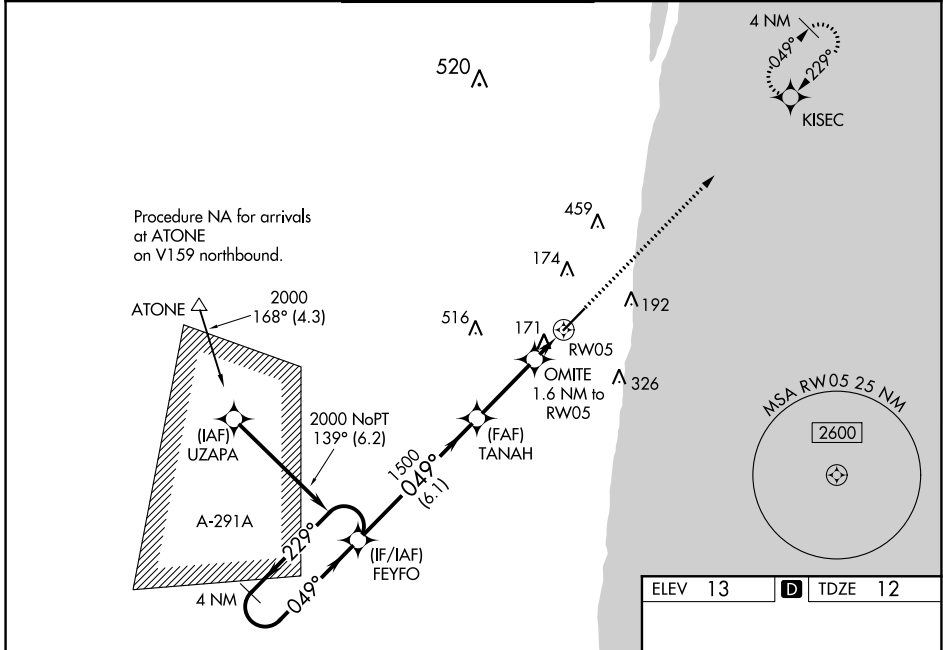 520
4 NM
049°
229°
KISEC
Procedure NA for arrivals
at ATONE
on V159 northbound.
459
174
ATONE
2000
168° (4.3)
516
171
192
RW05
OMITE
1.6 NM to
RW05
326
(IAF)
UZAPA
2000 NoPT
139° (6.2)
(FAF)
TANAH
1500
049°
(6.1)
MSA RW05 25 NM
2600
A-291A
229°
049°
4 NM
(IF/IAF)
FEYFO
ELEV 13 D TDZE 12